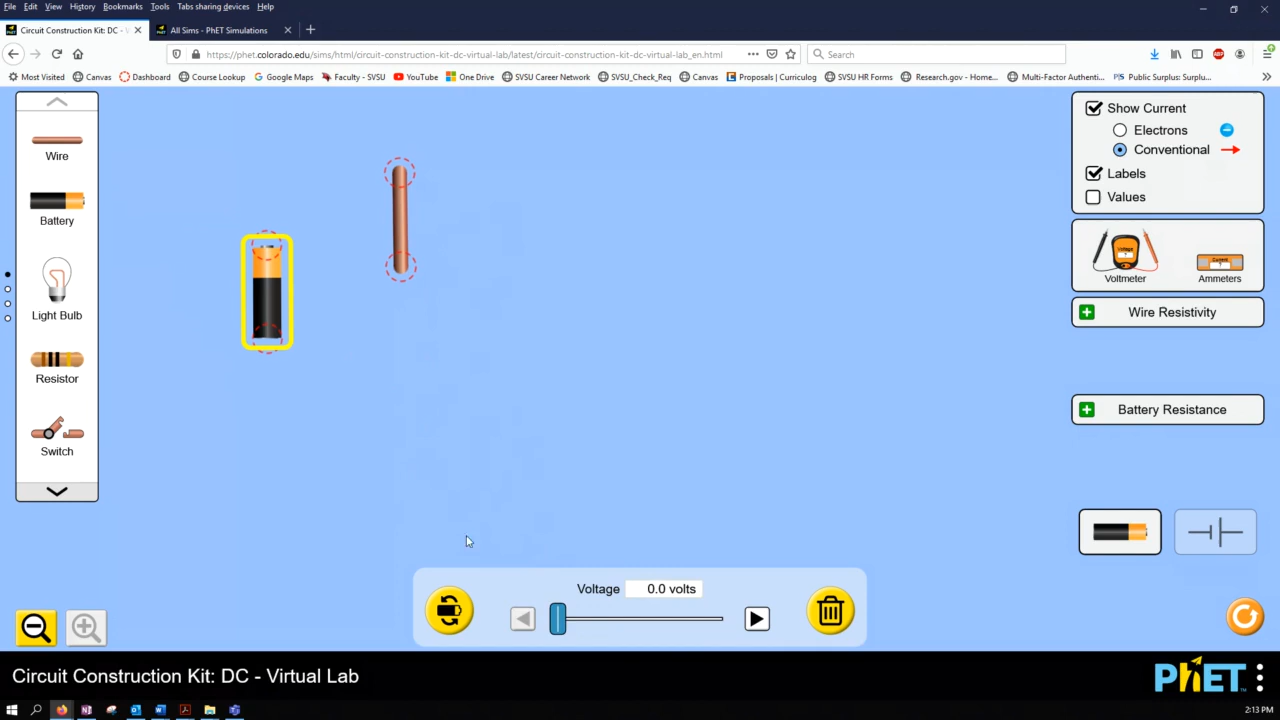 File Edit View History Bookmarks Tools Tabs sharing devices Help
Circuit Construction Kit: DC - V
All Sims - PhET Simulations
https://phet.colorado.edu/sims/html/circuit-construction-kit-dc-virtual-lab/latest/circuit-construction-kit-dc-virtual-lab_en.html
Search
Most Visited Canvas Dashboard Course Lookup Google Maps Faculty - SVSU YouTube One Drive SVSU Career Network SVSU_Check_Req Canvas Proposals | Curriculog SVSU HR Forms Research.gov - Home... Multi-Factor Authenti... Public Surplus: Surplu...
Wire
Battery
Light Bulb
Resistor
Switch
Show Current
Electrons
Conventional
Labels
Values
Voltage
?
Current
?
Voltmeter
Ammeters
Wire Resistivity
Battery Resistance
Voltage 0.0 volts
Circuit Construction Kit: DC - Virtual Lab
PhET
2:13 PM